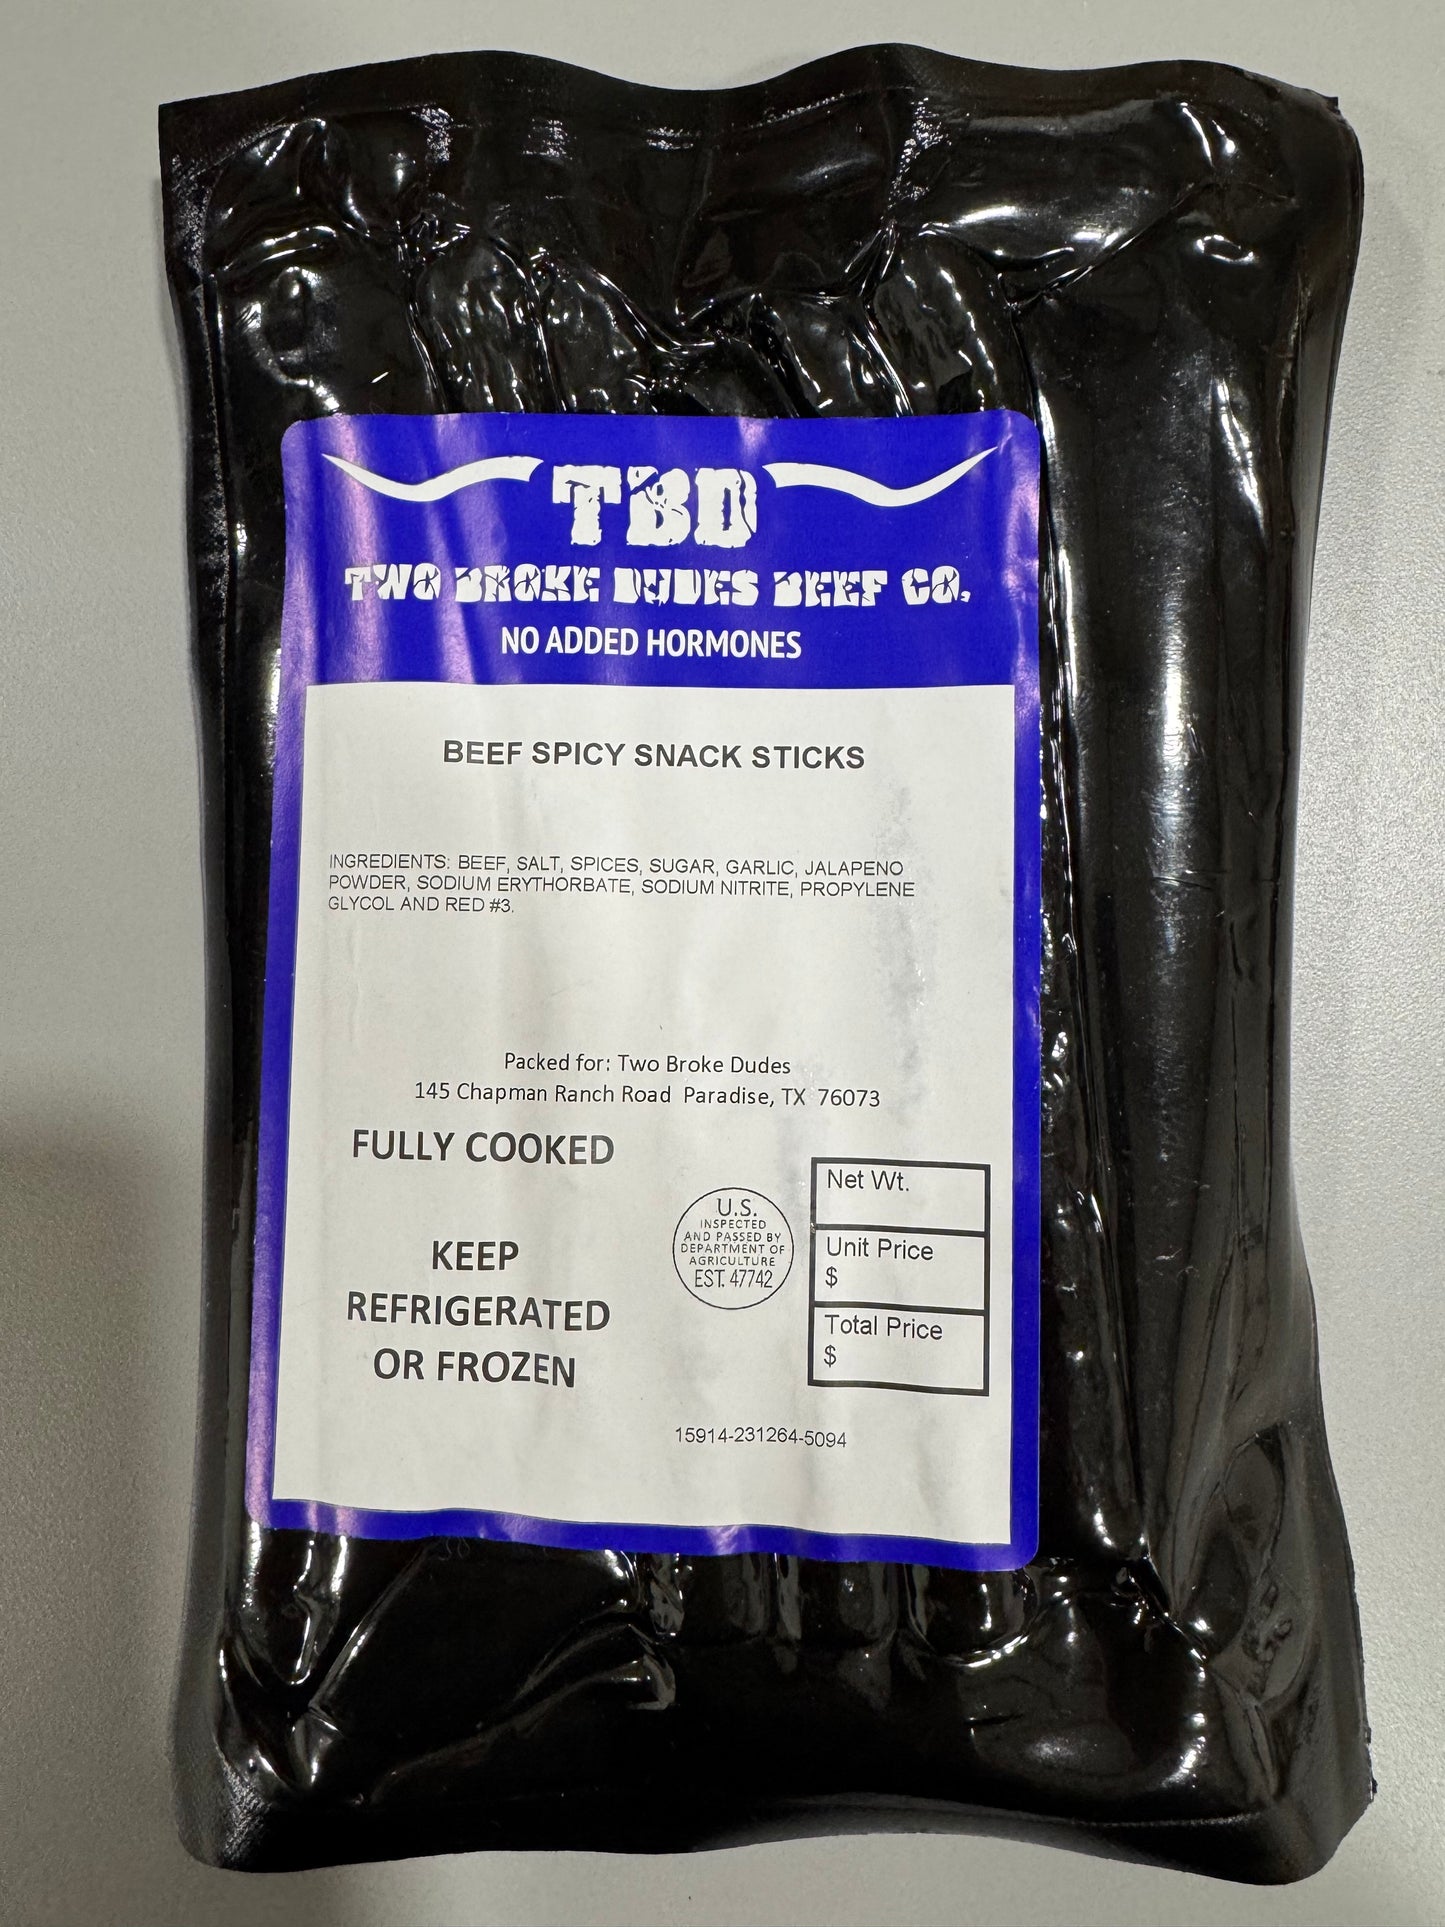 TBD
TWO BROKE DUDES BEEF CO.
NO ADDED HORMONES
BEEF SPICY SNACK STICKS
INGREDIENTS: BEEF, SALT, SPICES, SUGAR, GARLIC, JALAPENO
POWDER, SODIUM ERYTHORBATE, SODIUM NITRITE, PROPYLENE
GLYCOL AND RED #3.
Packed for: Two Broke Dudes
145 Chapman Ranch Road Paradise, TX 76073
FULLY COOKED
KEEP
REFRIGERATED
OR FROZEN
U.S.
INSPECTED
AND PASSED BY
DEPARTMENT OF
AGRICULTURE
EST. 47742
Net Wt.
Unit Price
$
Total Price
$
15914-231264-5094